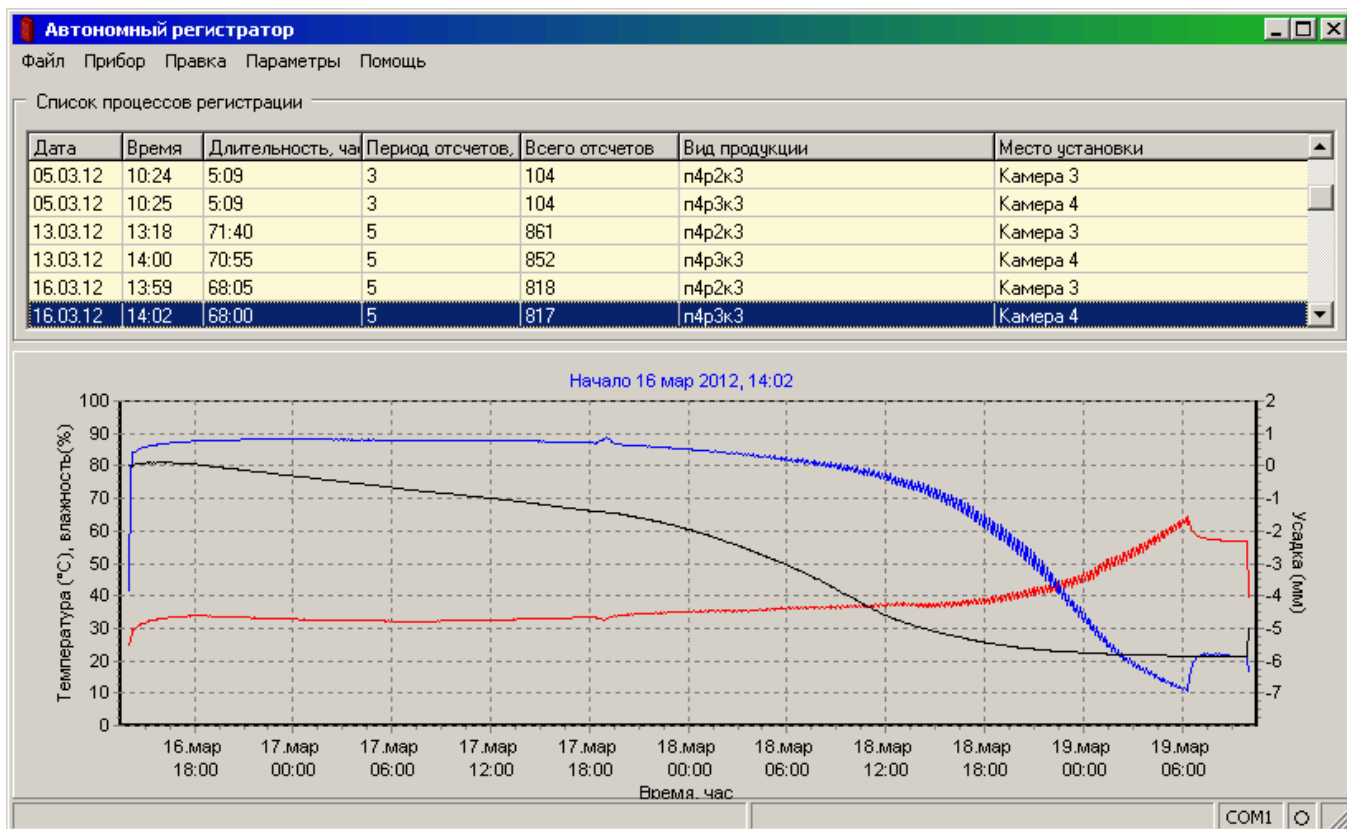 Автономный регистратор
Файл Прибор Правка Параметры Помощь
Список процессов регистрации
Дата Время Длительность, ча Период отсчетов, Всего отсчетов Вид продукции Место установки
05.03.12 10:24 5:09 3 104 п4р2к3 Камера 3
05.03.12 10:25 5:09 3 104 п4р3к3 Камера 4
13.03.12 13:18 71:40 5 861 п4р2к3 Камера 3
13.03.12 14:00 70:55 5 852 п4р3к3 Камера 4
16.03.12 13:59 68:05 5 818 п4р2к3 Камера 3
16.03.12 14:02 68:00 5 817 п4р3к3 Камера 4
Начало 16 мар 2012, 14:02
Температура (°C), влажность(%)
100
90
80
70
60
50
40
30
20
10
0
2
1
0
-1
-2
-3
-4
-5
-6
-7
Усадка (мм)
16.мар 17.мар 17.мар 17.мар 17.мар 18.мар 18.мар 18.мар 18.мар 19.мар 19.мар
18:00 00:00 06:00 12:00 18:00 00:00 06:00 12:00 18:00 00:00 06:00
Время, час
COM1